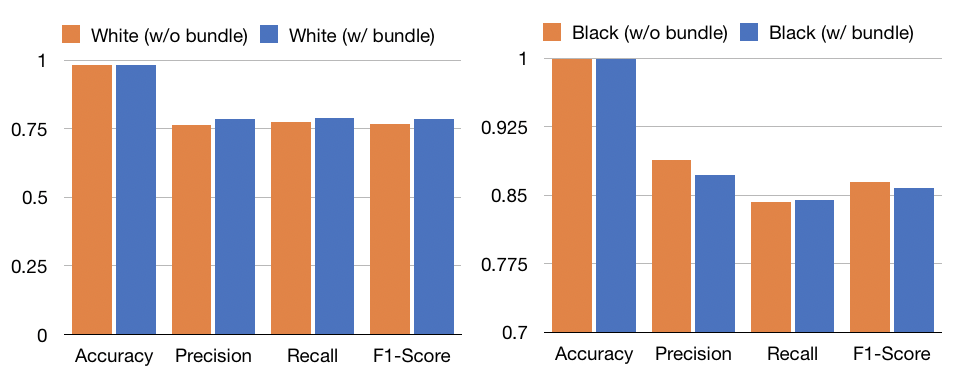 White (w/o bundle) White (w/ bundle)
1
0.75
0.5
0.25
0
Accuracy Precision Recall F1-Score
Black (w/o bundle) Black (w/ bundle)
1
0.925
0.85
0.775
0.7
Accuracy Precision Recall F1-Score